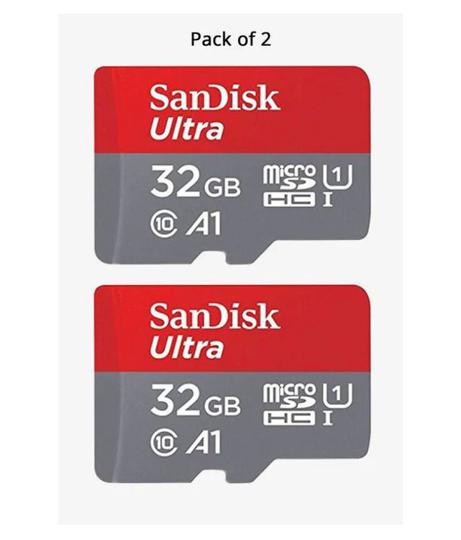 Pack of 2
SanDisk
Ultra
32GB
micro SD HC I U1
10 A1
SanDisk
Ultra
32GB
micro SD HC I U1
10 A1